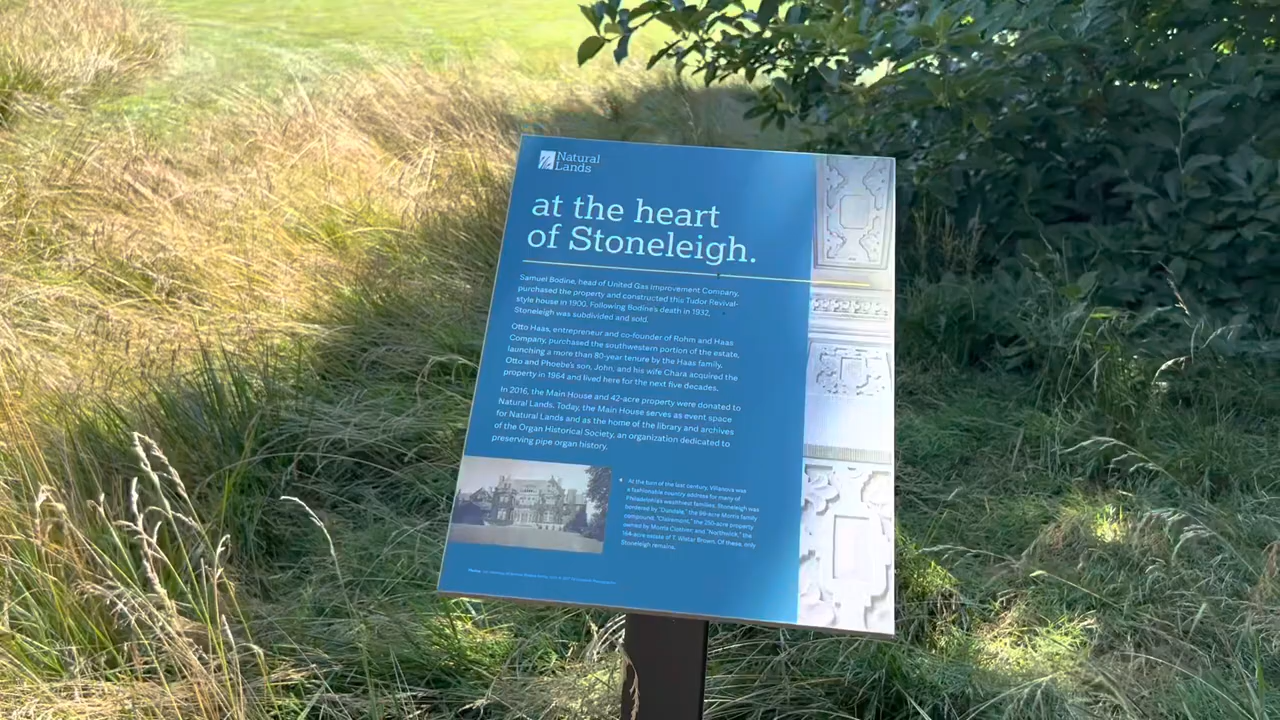 Natural
Lands
at the heart
of Stoneleigh.
Samuel Bodine, head of United Gas Improvement Company,
purchased the property and constructed this Tudor Revival-
style house in 1900. Following Bodine's death in 1932,
Stoneleigh was subdivided and sold.
Otto Haas, entrepreneur and co-founder of Rohm and Haas
Company, purchased the southwestern portion of the estate,
launching a more than 80-year tenure by the Haas family.
Otto and Phoebe's son, John, and his wife Chara acquired the
property in 1964 and lived here for the next five decades.
In 2016, the Main House and 42-acre property were donated to
Natural Lands. Today, the Main House serves as event space
for Natural Lands and as the home of the library and archives
of the Organ Historical Society, an organization dedicated to
preserving pipe organ history.
At the turn of the last century, Villanova was
a fashionable country address for many of
Philadelphia's wealthiest families. Stoneleigh was
bordered by the Morris family
compound; the 250-acre property
owned by Morris and the
estate of T. Wistar Brown. Of these, only
Stoneleigh remains.